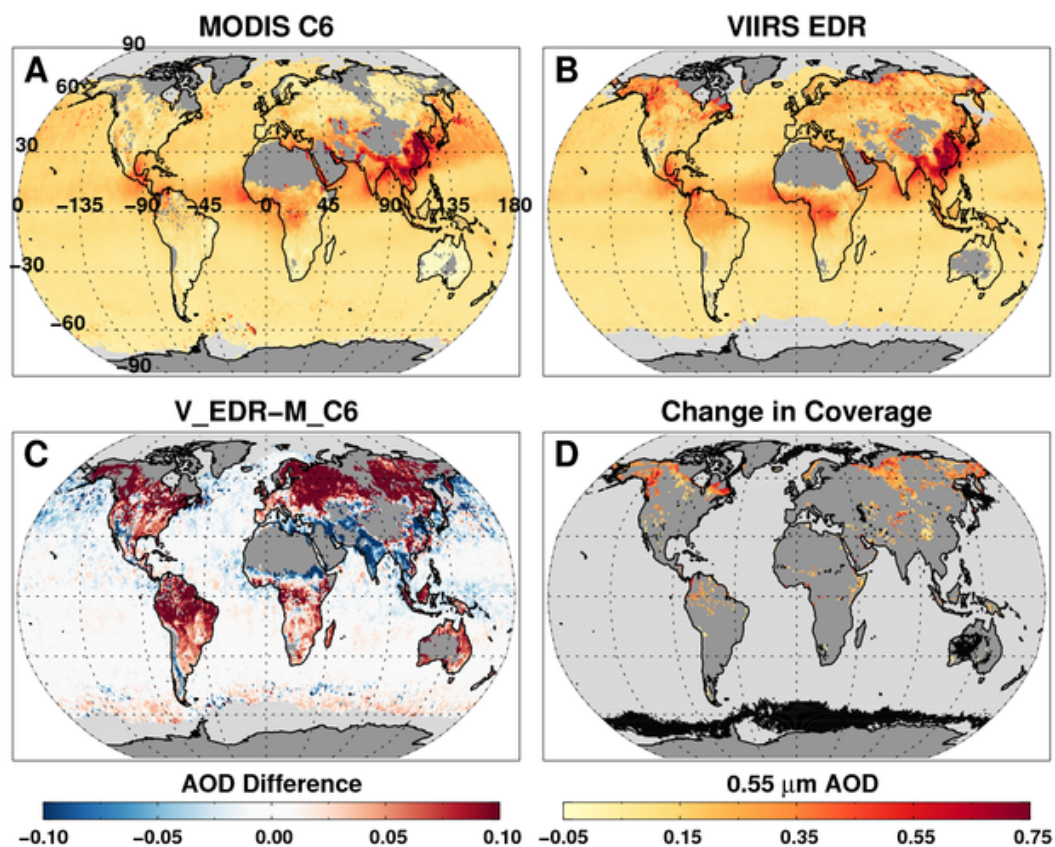 MODIS C6
VIIRS EDR
A
B
90
60
30
0 −135 −90 −45 0 45 90 135 180
−30
−60
−90
V_EDR−M_C6
Change in Coverage
C
D
AOD Difference
0.55 μm AOD
−0.10 −0.05 0.00 0.05 0.10
−0.05 0.15 0.35 0.55 0.75